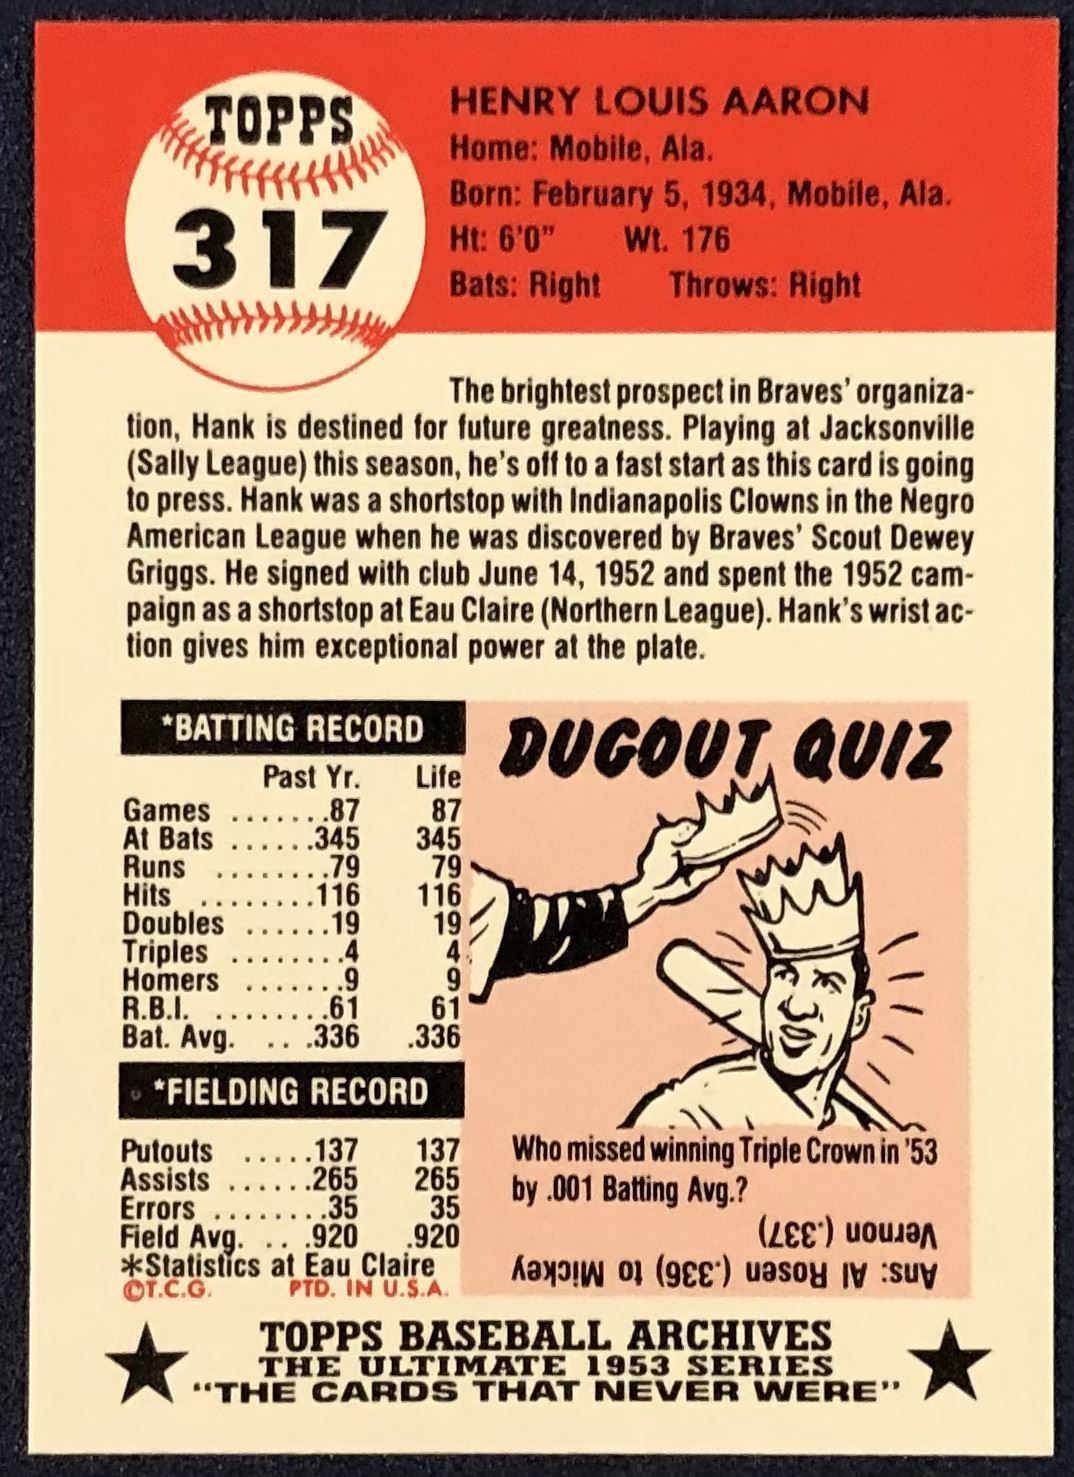 TOPPS
317
HENRY LOUIS AARON
Home: Mobile, Ala.
Born: February 5, 1934, Mobile, Ala.
Ht: 6'0" Wt. 176
Bats: Right Throws: Right
The brightest prospect in Braves' organiza-
tion, Hank is destined for future greatness. Playing at Jacksonville
(Sally League) this season, he's off to a fast start as this card is going
to press. Hank was a shortstop with Indianapolis Clowns in the Negro
American League when he was discovered by Braves' Scout Dewey
Griggs. He signed with club June 14, 1952 and spent the 1952 cam-
paign as a shortstop at Eau Claire (Northern League). Hank's wrist ac-
tion gives him exceptional power at the plate.
*BATTING RECORD
Past Yr. Life
Games .......87 87
At Bats ......345 345
Runs ........79 79
Hits ........116 116
Doubles ......19 19
Triples ........4 4
Homers .......9 9
R.B.I. ........61 61
Bat. Avg. .. .336 .336
*FIELDING RECORD
Putouts .....137 137
Assists ......265 265
Errors ........35 35
Field Avg. .. .920 .920
*Statistics at Eau Claire
©T.C.G. PTD. IN U.S.A.
DUGOUT QUIZ
Who missed winning Triple Crown in '53
by .001 Batting Avg.?
Ans: Al Rosen (.336) to Mickey
Vernon (.337)
TOPPS BASEBALL ARCHIVES
THE ULTIMATE 1953 SERIES
"THE CARDS THAT NEVER WERE"